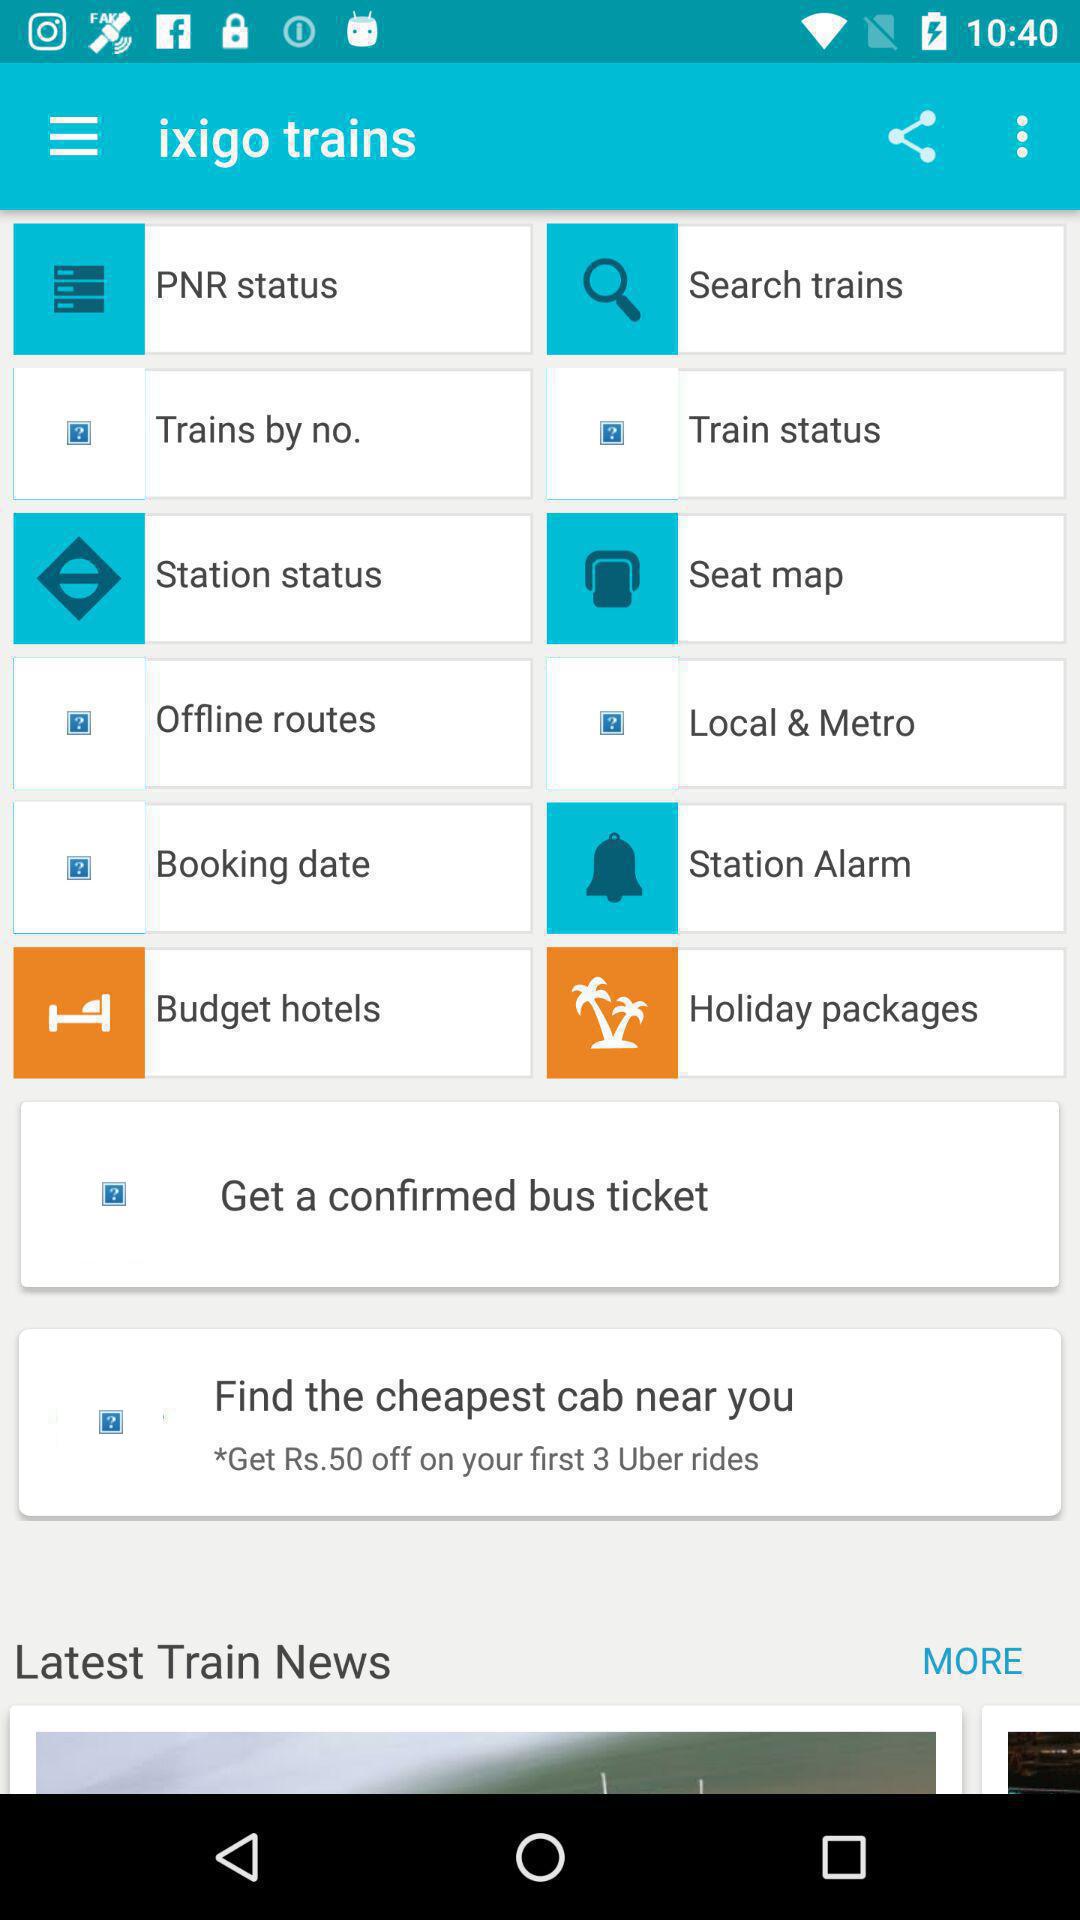 FAKE
10:40
ixigo trains
PNR status
Search trains
Trains by no.
Train status
Station status
Seat map
Offline routes
Local & Metro
Booking date
Station Alarm
Budget hotels
Holiday packages
Get a confirmed bus ticket
Find the cheapest cab near you
*Get Rs.50 off on your first 3 Uber rides
Latest Train News
MORE